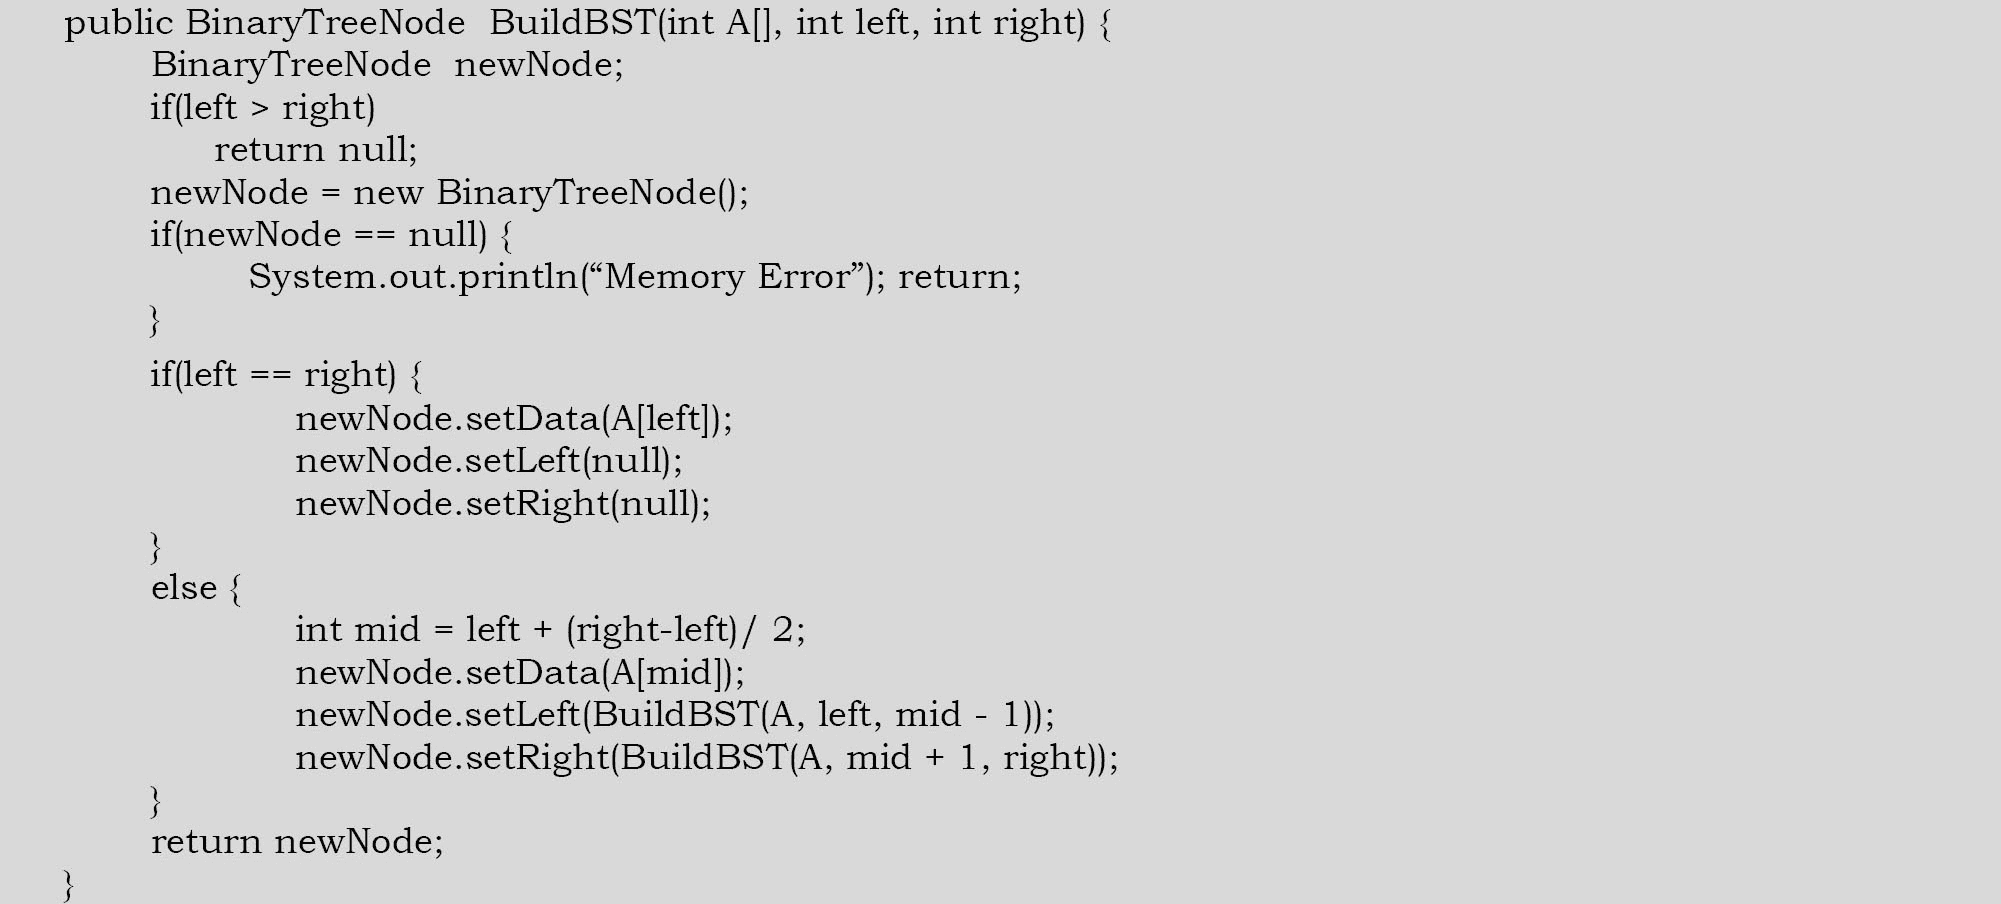 public BinaryTreeNode BuildBST(int A[], int left, int right) {
BinaryTreeNode newNode;
if(left > right)
return null;
newNode = new BinaryTreeNode();
if(newNode == null) {
System.out.println(“Memory Error”); return;
}
if(left == right) {
newNode.setData(A[left]);
newNode.setLeft(null);
newNode.setRight(null);
}
else {
int mid = left + (right-left)/ 2;
newNode.setData(A[mid]);
newNode.setLeft(BuildBST(A, left, mid - 1));
newNode.setRight(BuildBST(A, mid + 1, right));
}
return newNode;
}